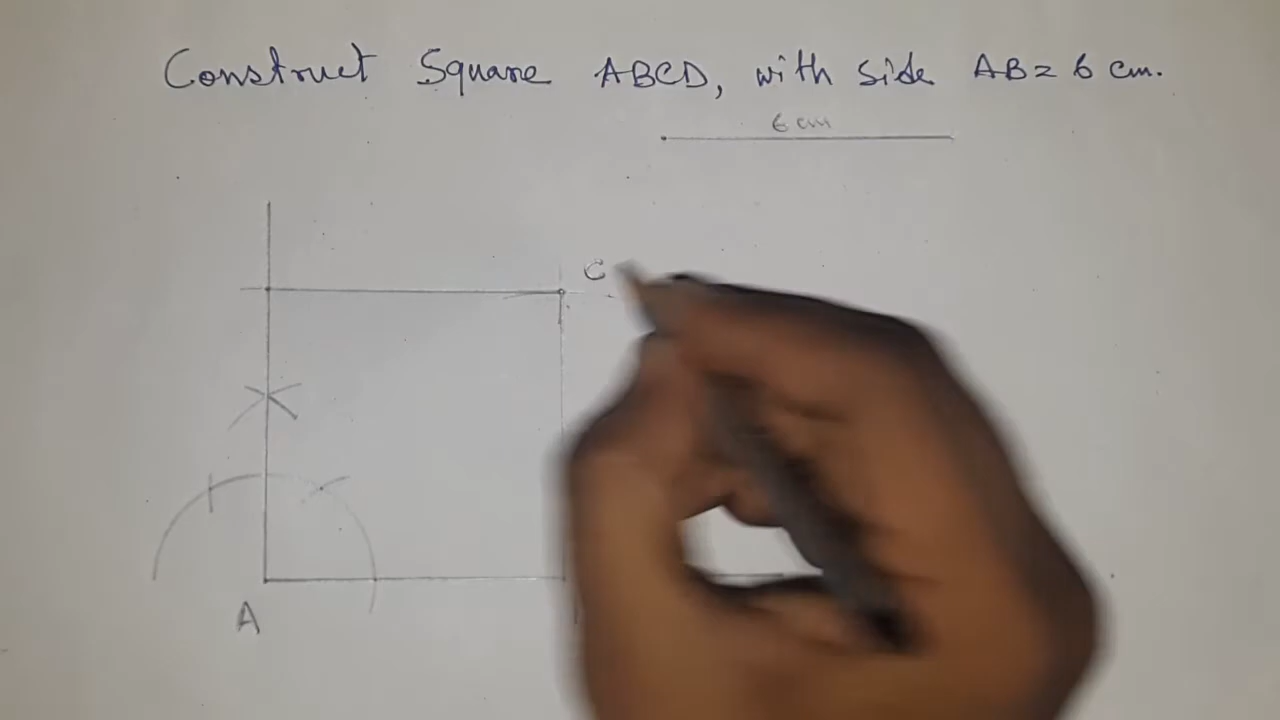 Construct Square ABCD, with side AB = 6 cm.
6 cm
C
A